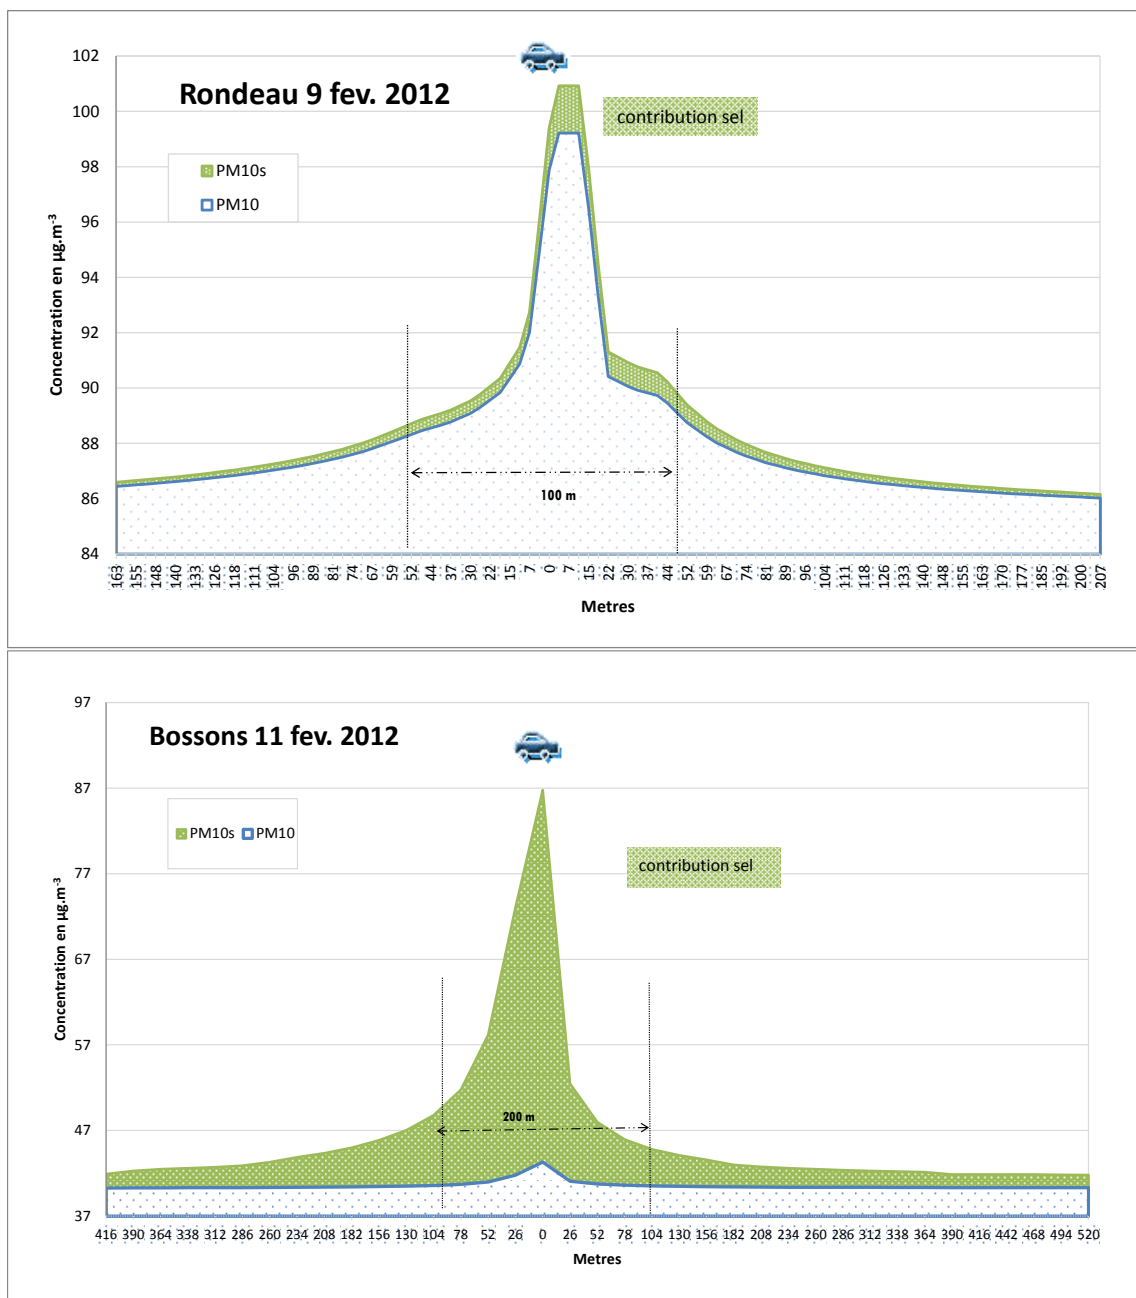 102
100
98
96
94
92
90
88
86
84
Concentration en µg.m-3
Rondeau 9 fev. 2012
contribution sel
PM10s
PM10
100 m
163 155 148 140 133 126 118 111 104 96 89 81 74 67 59 52 44 37 30 22 15 7 0 7 15 22 30 37 44 52 59 67 74 81 89 96 104 111 118 126 133 140 148 155 163 170 177 185 192 200 207
Metres
97
87
77
67
57
47
37
Concentration en µg.m-3
Bossons 11 fev. 2012
PM10s PM10
contribution sel
200 m
416 390 364 338 312 286 260 234 208 182 156 130 104 78 52 26 0 26 52 78 104 130 156 182 208 234 260 286 312 338 364 390 416 442 468 494 520
Metres